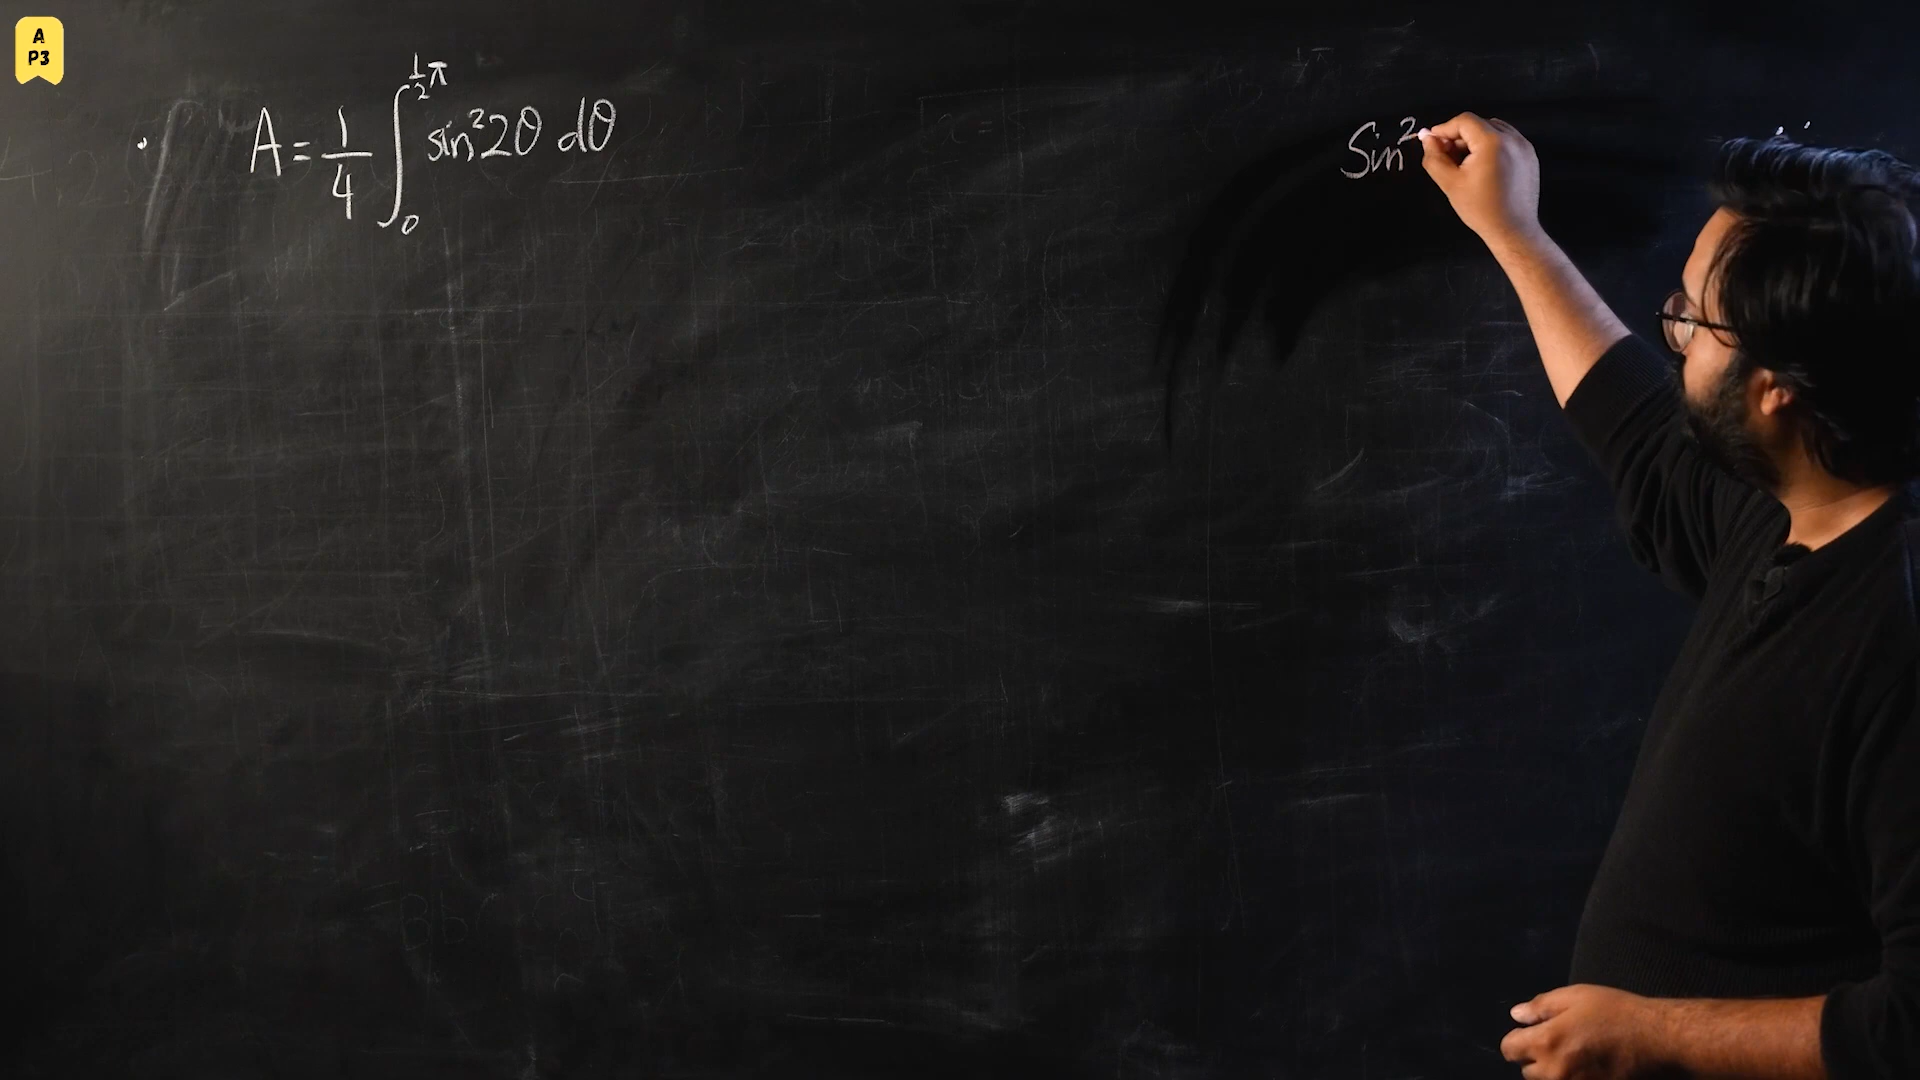 A
P3
A = 1/4 ∫₀^{½π} sin²2θ dθ
Sin²